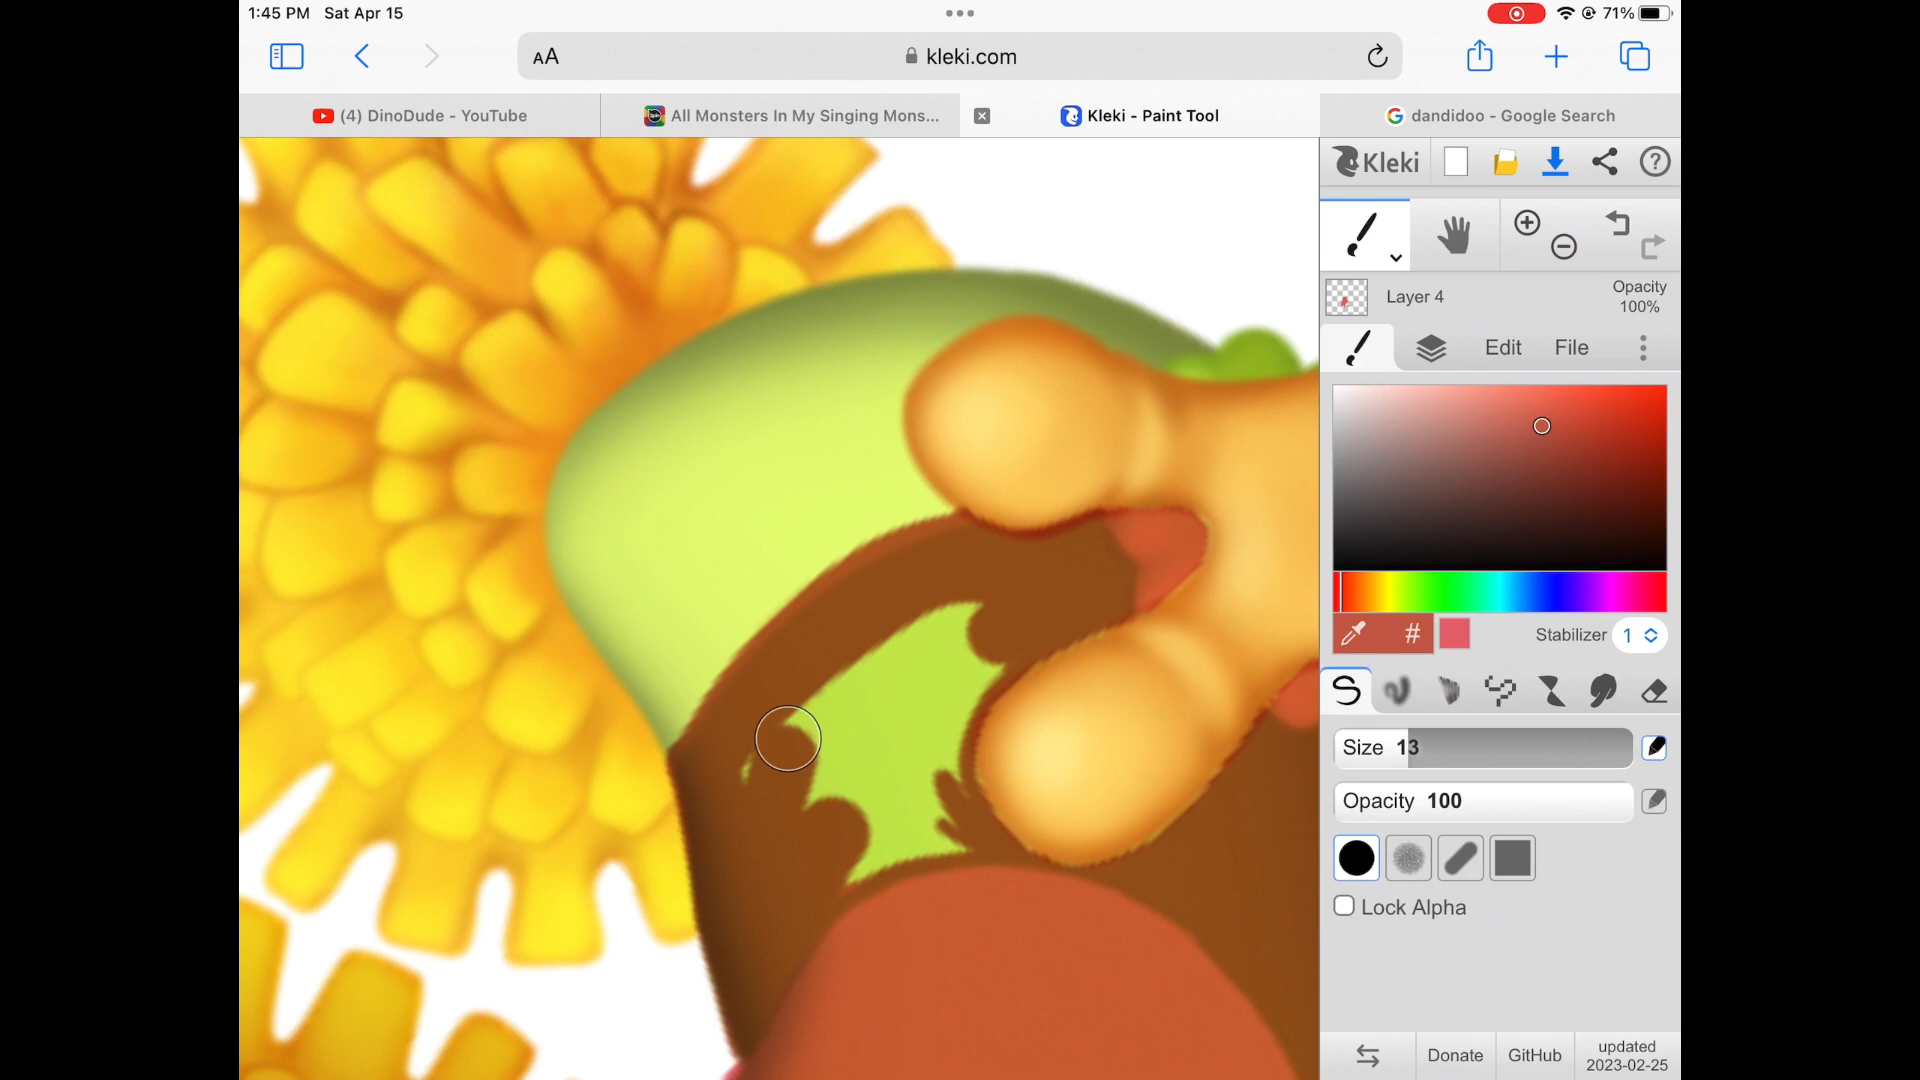 1:45 PM Sat Apr 15
71%
AA
kleki.com
(4) DinoDude - YouTube
All Monsters In My Singing Mons...
Kleki - Paint Tool
dandidoo - Google Search
Kleki
Layer 4
Opacity
100%
Edit
File
#
Stabilizer
1
Size 13
Opacity 100
Lock Alpha
Donate
GitHub
updated
2023-02-25